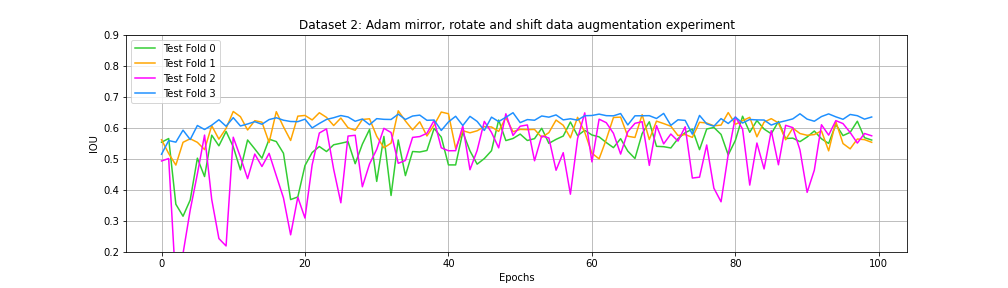 Dataset 2: Adam mirror, rotate and shift data augmentation experiment
Test Fold 0
Test Fold 1
Test Fold 2
Test Fold 3
IOU
0.9
0.8
0.7
0.6
0.5
0.4
0.3
0.2
0 20 40 60 80 100
Epochs